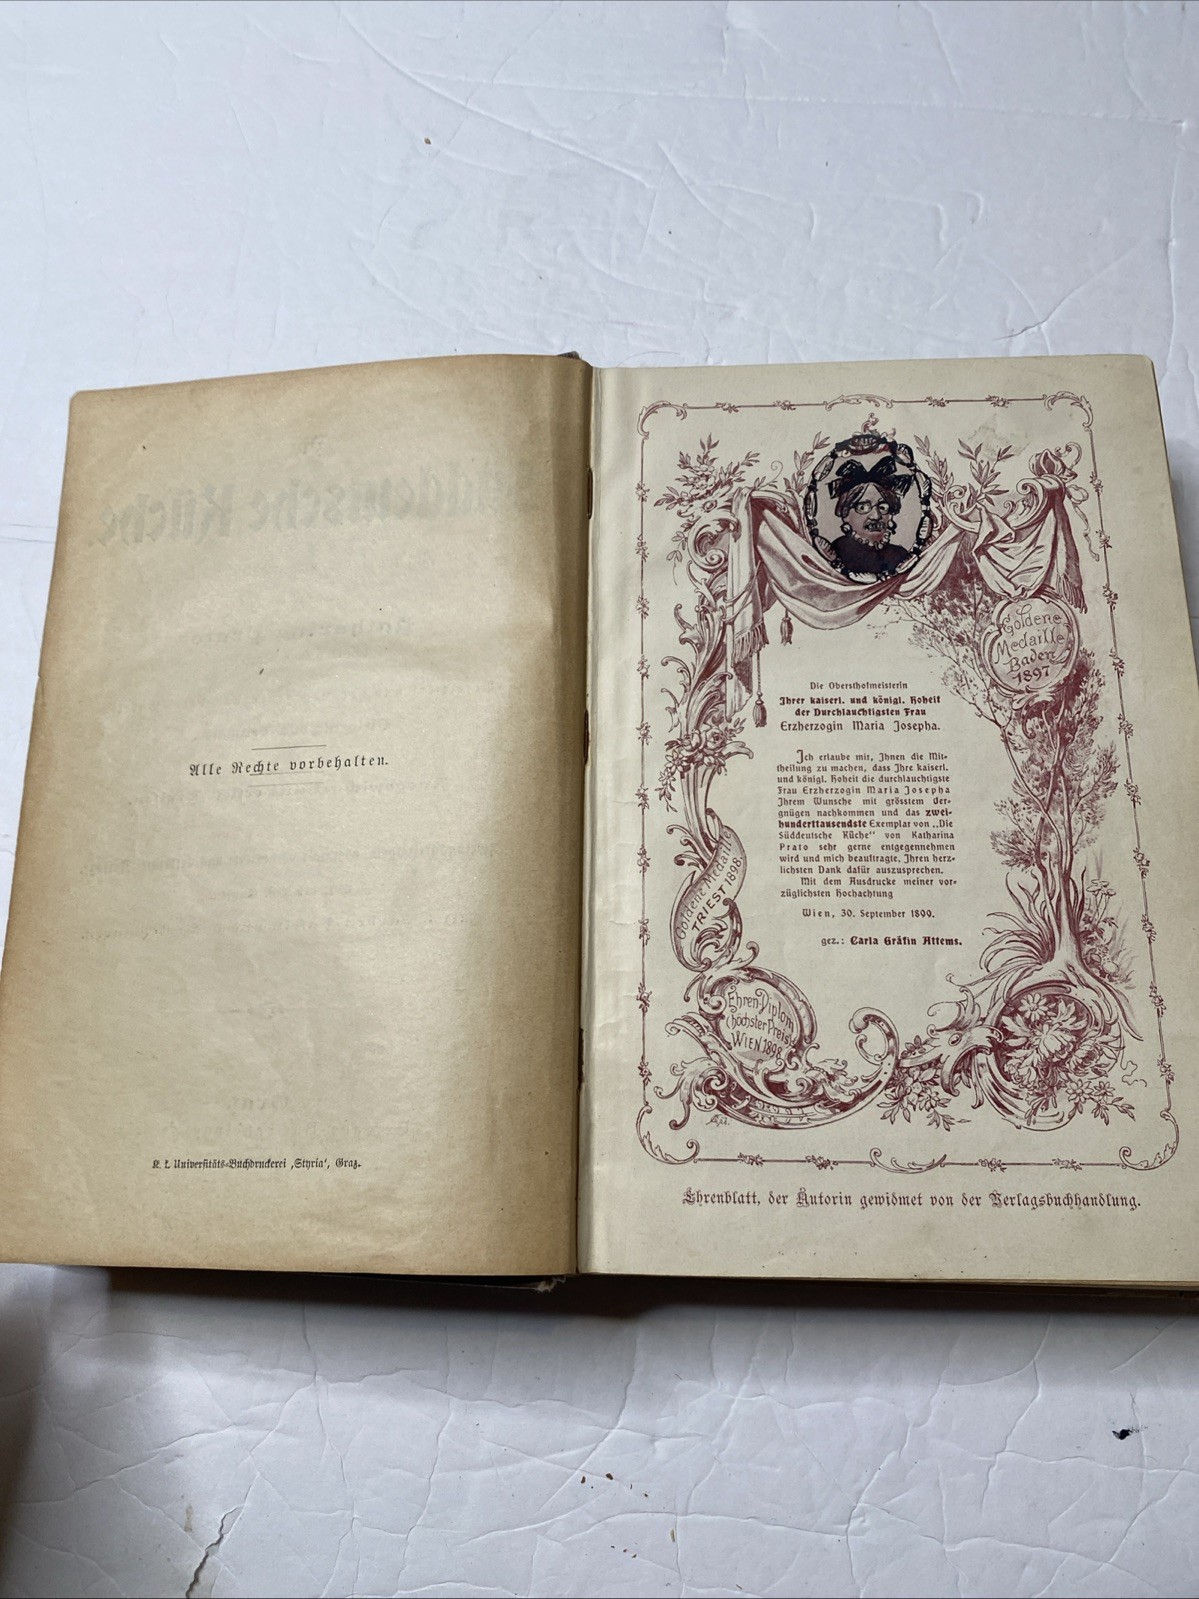 Alle Rechte vorbehalten.
K. k. Universitäts-Buchdruckerei ‚Styria‘, Graz.
Goldene
Medaille
Baden
1897
Die Obersthofmeisterin
Ihrer kaiserl. und königl. Hoheit
der Durchlauchtigsten Frau
Erzherzogin Maria Josepha.
Ich erlaube mir, Ihnen die Mit-
theilung zu machen, dass Ihre kaiserl.
und königl. Hoheit die durchlauchtigste
Frau Erzherzogin Maria Josepha
Ihrem Wunsche mit grösstem Ver-
gnügen nachkommen und das zwei-
hunderttausendste Exemplar von „Die
Süddeutsche Küche“ von Katharina
Prato sehr gerne entgegennehmen
wird und mich beauftragte, Ihren herz-
lichsten Dank dafür auszusprechen.
Mit dem Ausdrucke meiner vor-
züglichsten Hochachtung
Wien, 30. September 1899.
gez.: Carla Gräfin Attems.
Goldene Medaille
TRIEST 1898.
Ehren-Diplom
(höchster Preis)
WIEN 1898
Ehrenblatt, der Autorin gewidmet von der Verlagsbuchhandlung.